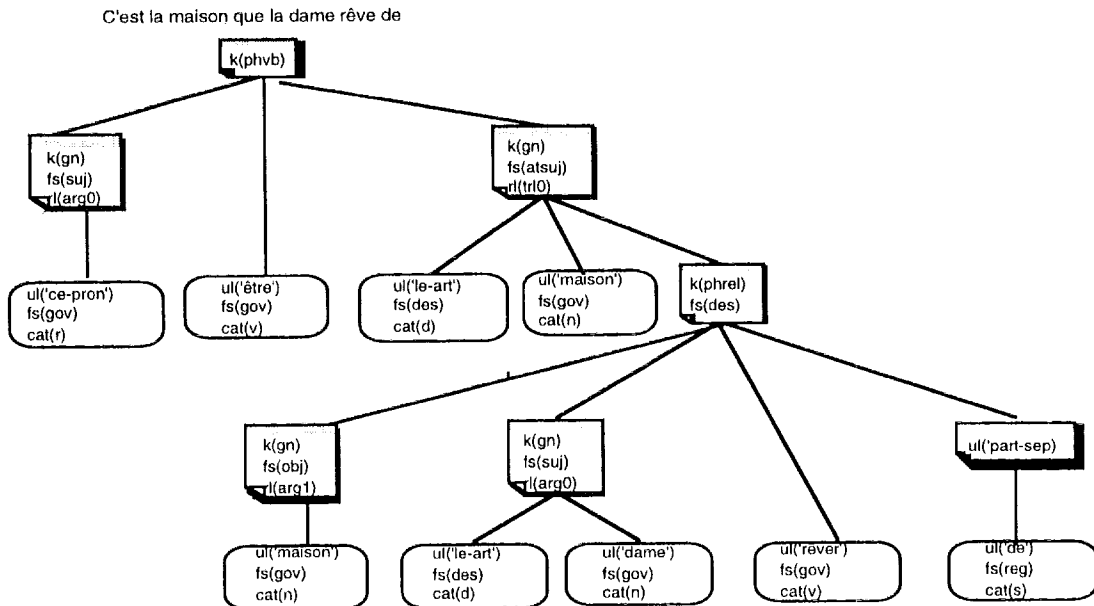 C'est la maison que la dame rêve de
k(phvb)
k(gn)
fs(suj)
rl(arg0)
k(gn)
fs(atsuj)
rl(trl0)
ul('ce-pron')
fs(gov)
cat(r)
ul('être')
fs(gov)
cat(v)
ul('le-art')
fs(des)
cat(d)
ul('maison')
fs(gov)
cat(n)
k(phrel)
fs(des)
k(gn)
fs(obj)
rl(arg1)
k(gn)
fs(suj)
rl(arg0)
ul('part-sep)
ul('maison')
fs(gov)
cat(n)
ul('le-art')
fs(des)
cat(d)
ul('dame')
fs(gov)
cat(n)
ul('rêver')
fs(gov)
cat(v)
ul('de')
fs(reg)
cat(s)